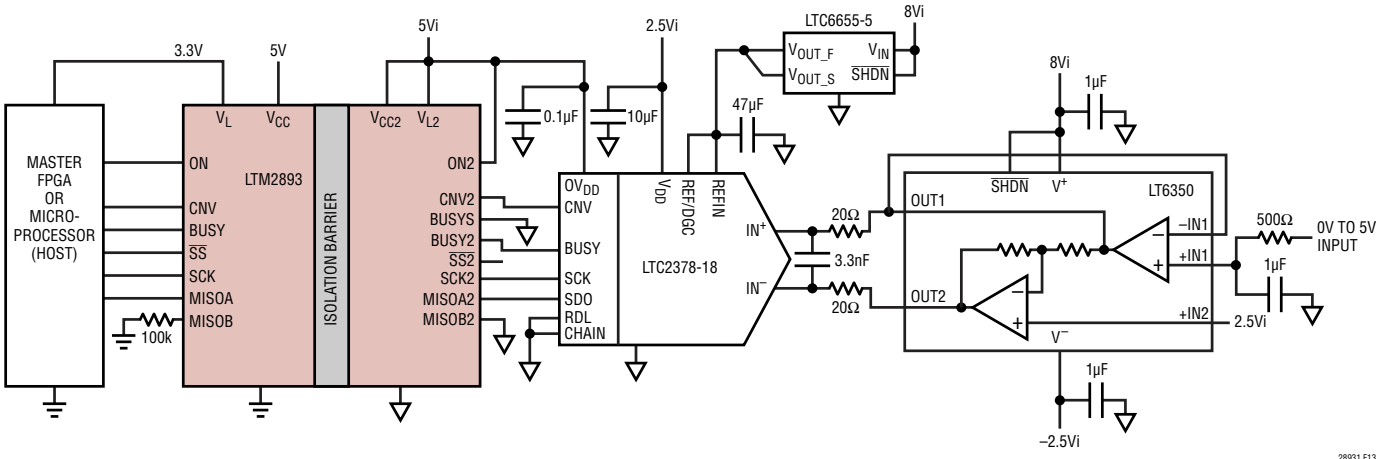 MASTER
FPGA
OR
MICRO-
PROCESSOR
(HOST)
3.3V
5V
V_L
V_CC
ON
CNV
BUSY
SS
SCK
MISOA
MISOB
100k
LTM2893
ISOLATION BARRIER
5Vi
V_CC2
V_L2
ON2
CNV2
BUSYS
BUSY2
SS2
SCK2
MISOA2
MISOB2
0.1µF
2.5Vi
10µF
OV_DD
V_DD
REF/DGC
REFIN
CNV
BUSY
SCK
SDO
RDL
CHAIN
LTC2378-18
IN+
IN−
47µF
LTC6655-5
V_OUT_F
V_OUT_S
V_IN
SHDN
8Vi
20Ω
3.3nF
20Ω
8Vi
1µF
SHDN
V+
LT6350
OUT1
OUT2
−
+
−
+
−IN1
+IN1
+IN2
V−
500Ω
0V TO 5V
INPUT
1µF
2.5Vi
1µF
−2.5Vi
28931 F13